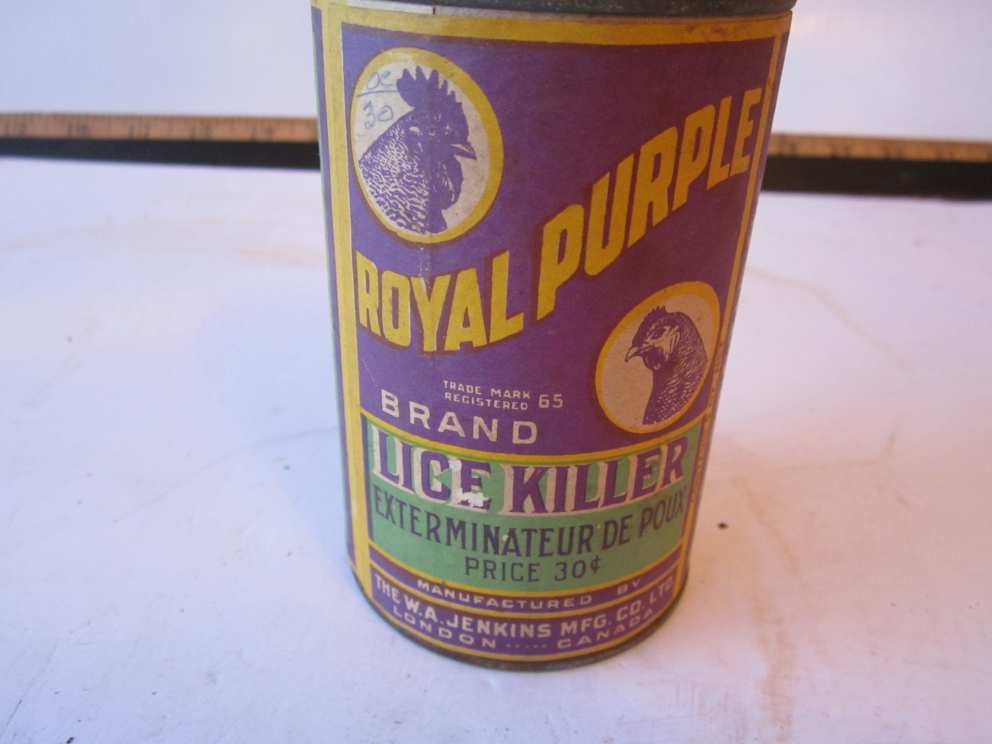 30
ROYAL PURPLE
TRADE MARK
REGISTERED 65
BRAND
LICE KILLER
EXTERMINATEUR DE POUX
PRICE 30¢
MANUFACTURED BY
THE W.A. JENKINS MFG. CO. LTD.
LONDON ..... CANADA